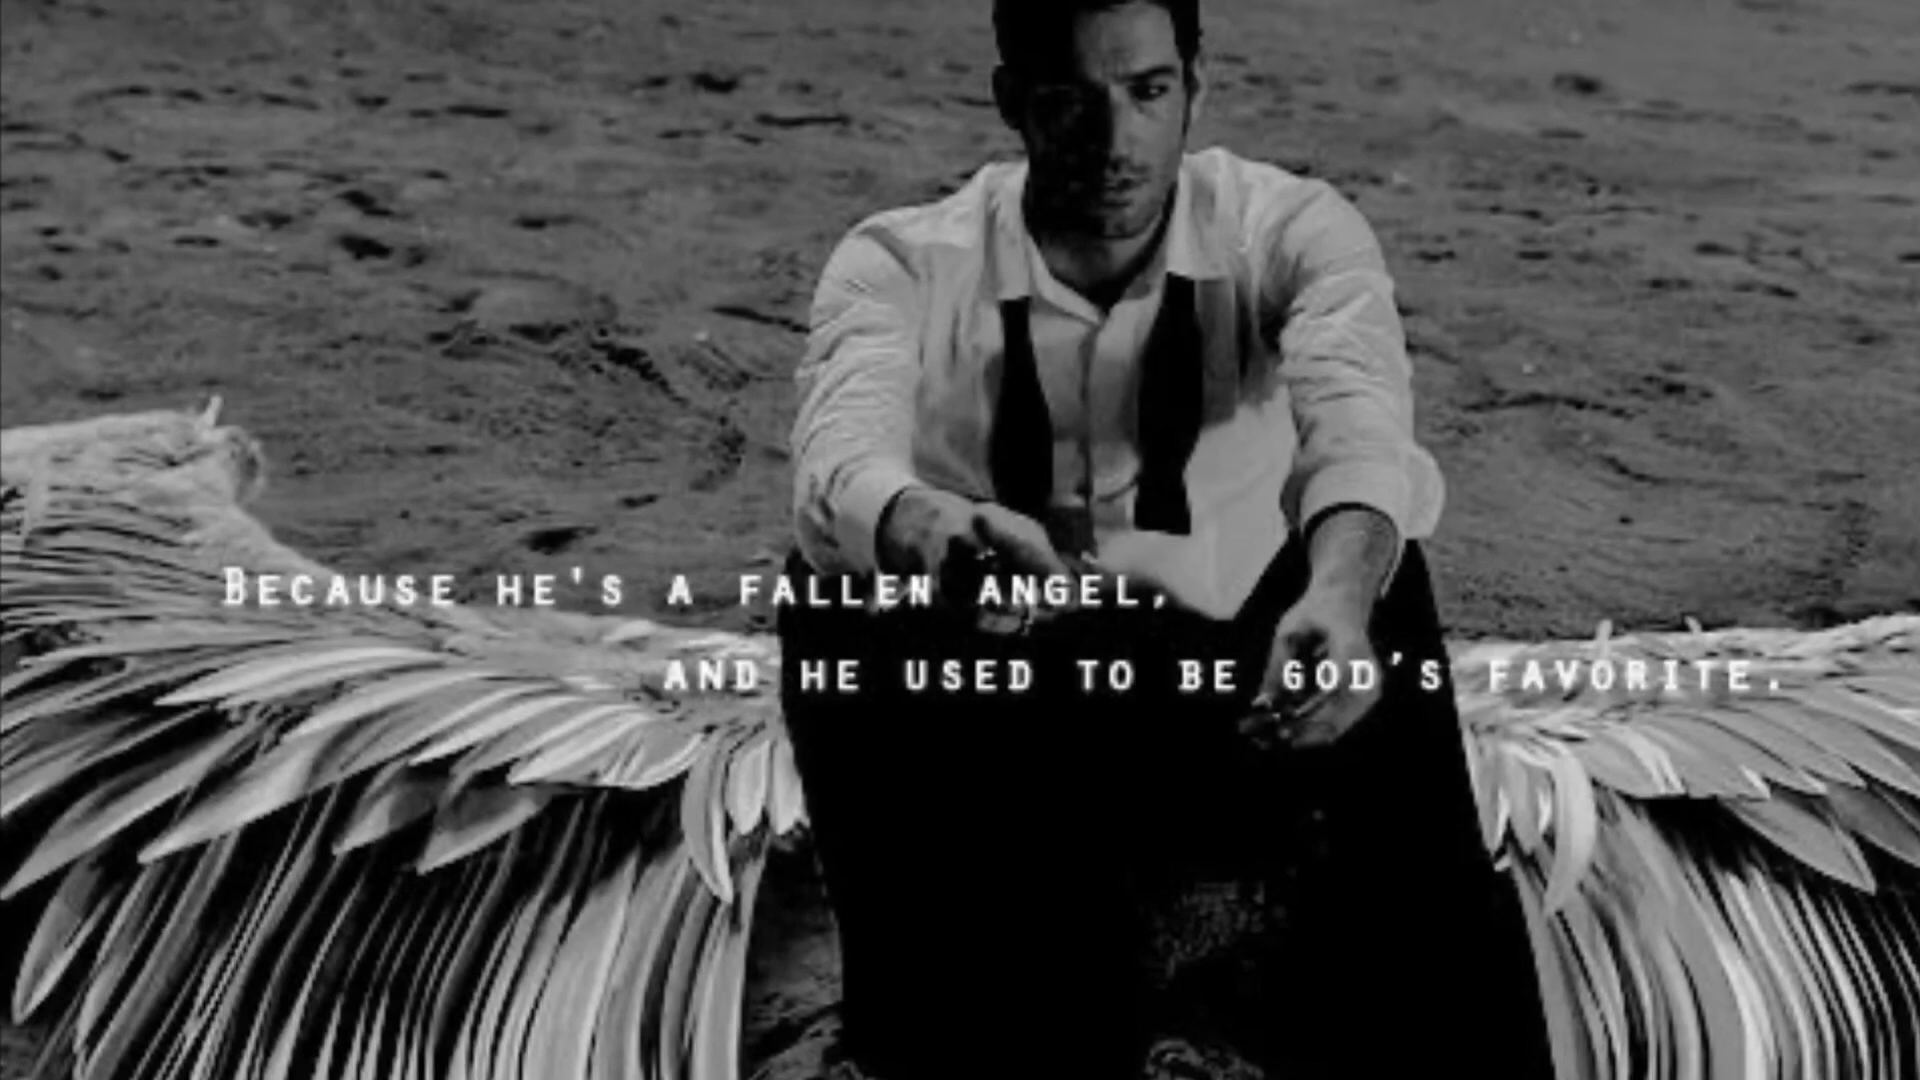 Because he's a fallen angel,
and he used to be God's favorite.